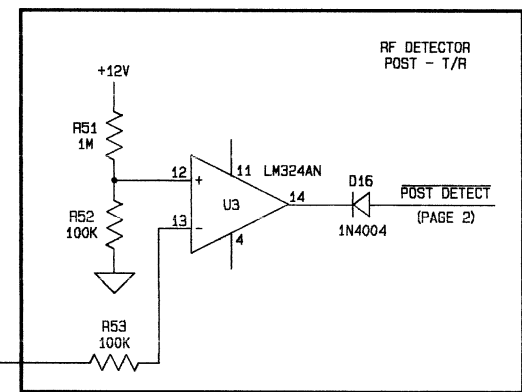 RF DETECTOR
POST - T/R
+12V
R51
1M
12
+
11
LM324AN
U3
14
D16
1N4004
POST DETECT
(PAGE 2)
R52
100K
13
-
4
R53
100K